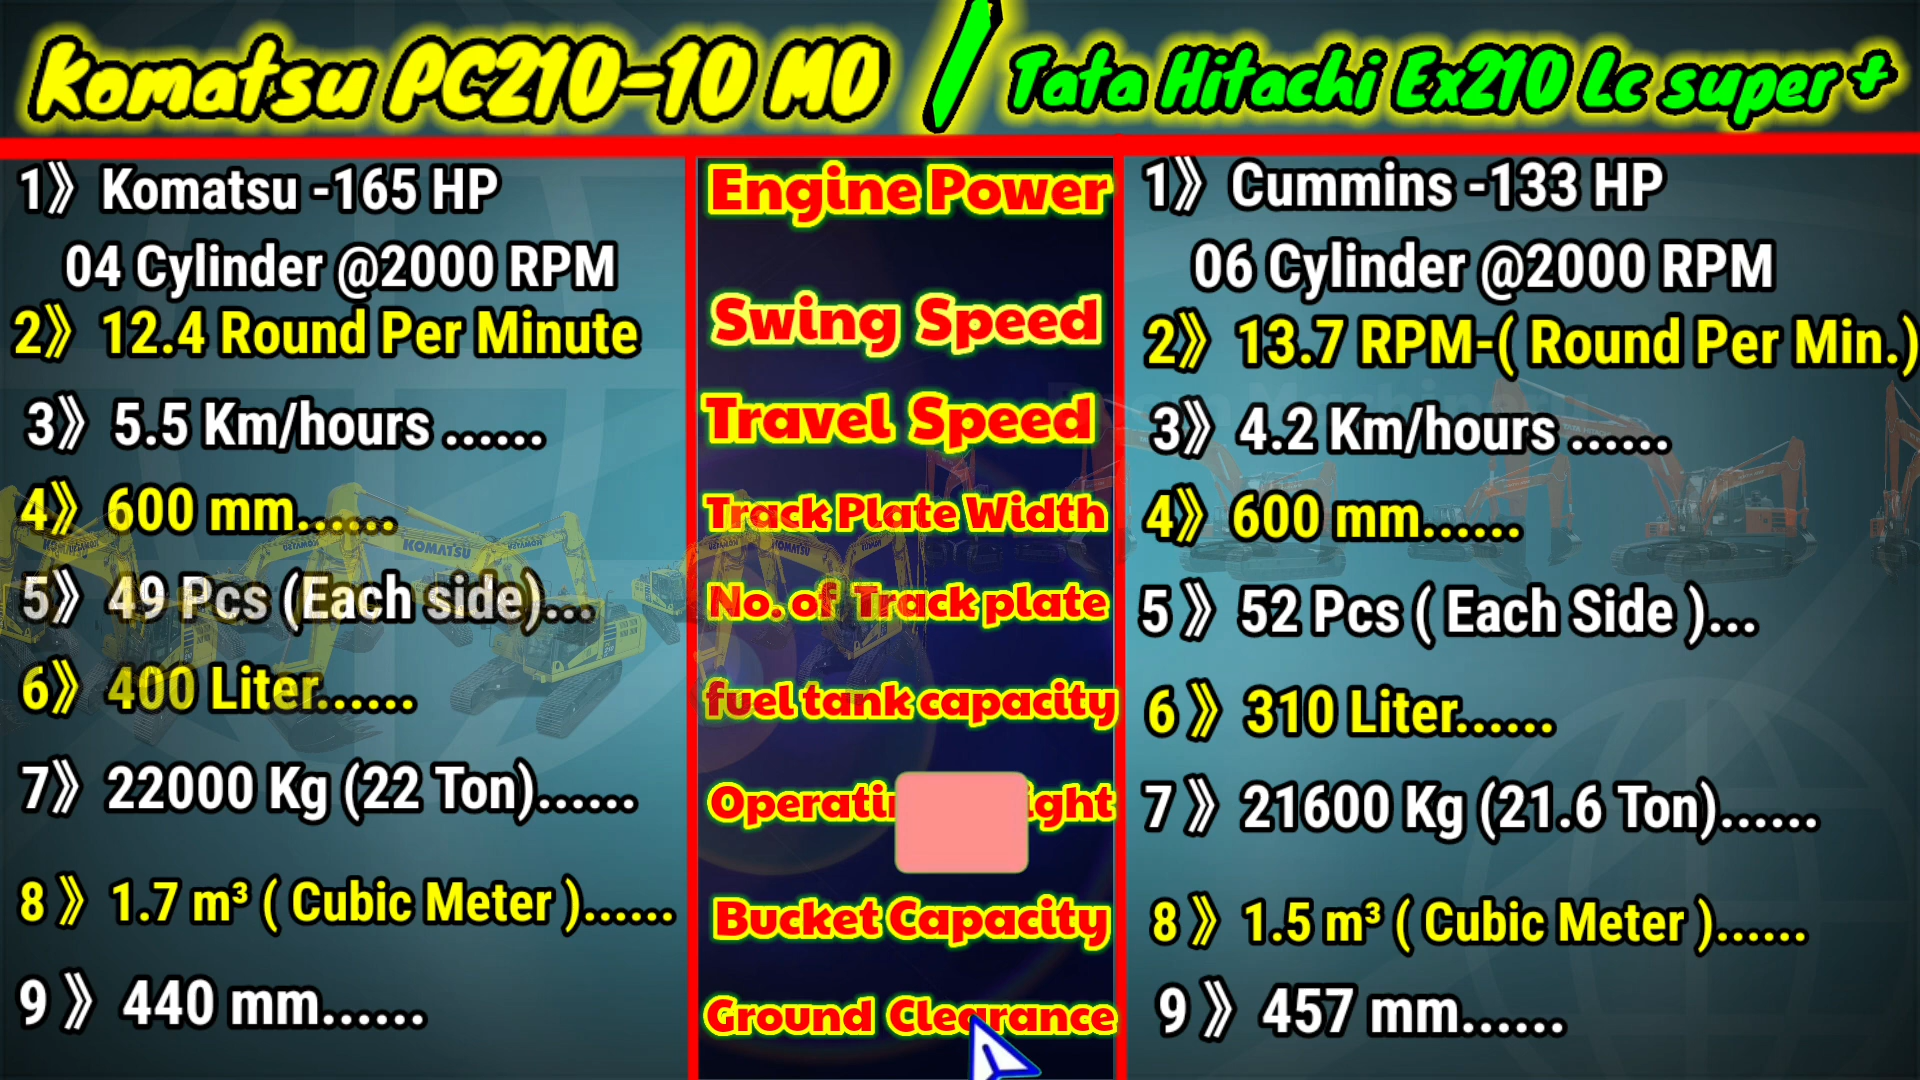 Komatsu PC210-10 M0 / Tata Hitachi Ex210 Lc super +
1》 Komatsu -165 HP
04 Cylinder @2000 RPM
2》 12.4 Round Per Minute
3》 5.5 Km/hours ......
4》 600 mm......
5》 49 Pcs (Each side)...
6》 400 Liter......
7》 22000 Kg (22 Ton)......
8 》 1.7 m³ ( Cubic Meter )......
9 》 440 mm......
Engine Power
Swing Speed
Travel Speed
Track Plate Width
No. of Track plate
fuel tank capacity
Bucket Capacity
Ground Clearance
1》 Cummins -133 HP
06 Cylinder @2000 RPM
2》 13.7 RPM-( Round Per Min.)
3》 4.2 Km/hours ......
4》 600 mm......
5 》 52 Pcs ( Each Side )...
6 》 310 Liter......
7 》 21600 Kg (21.6 Ton)......
8 》 1.5 m³ ( Cubic Meter )......
9 》 457 mm......
KOMATSU